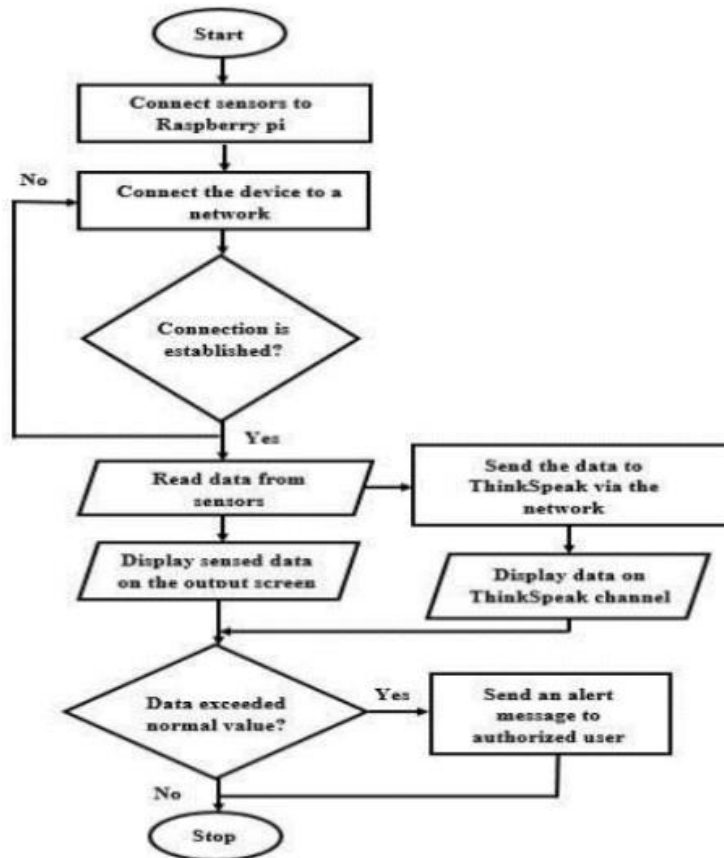 Start
Connect sensors to
Raspberry pi
No
Connect the device to a
network
Connection is
established?
Yes
Read data from
sensors
Send the data to
ThinkSpeak via the
network
Display sensed data
on the output screen
Display data on
ThinkSpeak channel
Data exceeded
normal value?
Yes
Send an alert
message to
authorized user
No
Stop